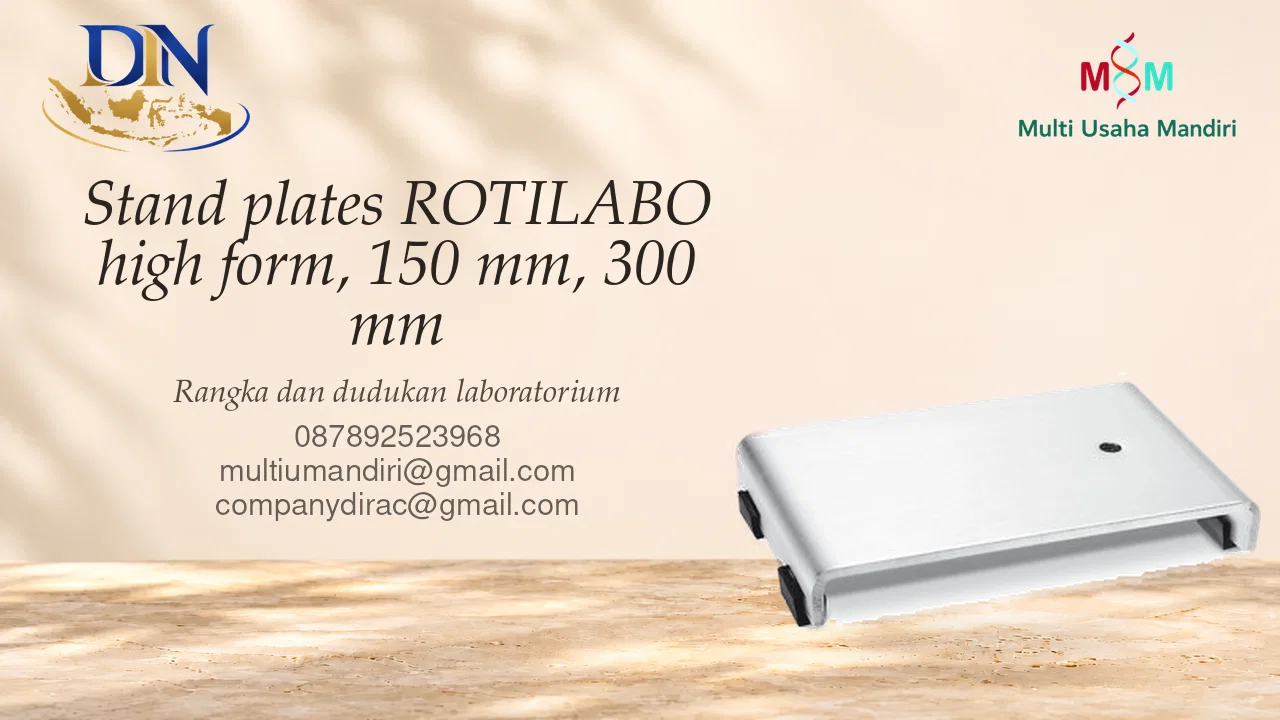 DIN
M M
Multi Usaha Mandiri
Stand plates ROTILABO
high form, 150 mm, 300
mm
Rangka dan dudukan laboratorium
087892523968
multiumandiri@gmail.com
companydirac@gmail.com